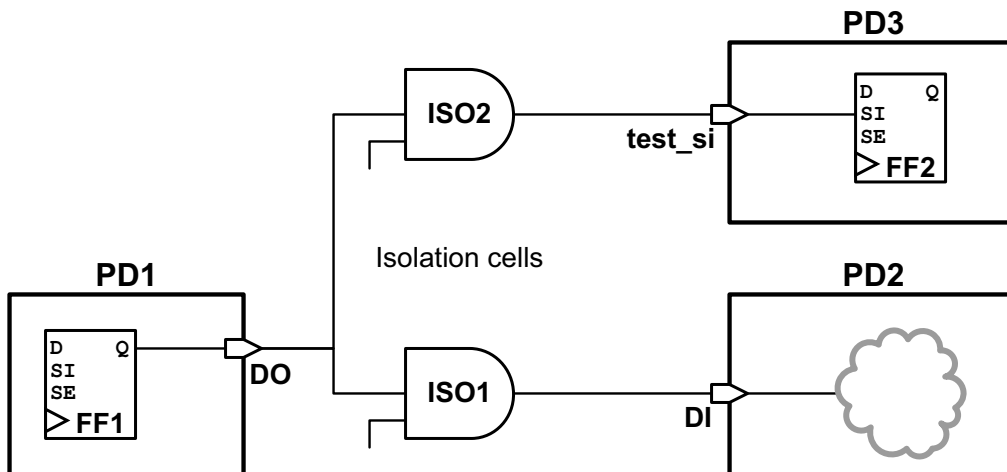 PD3
ISO2
D Q
SI
SE
FF2
test_si
Isolation cells
PD1
PD2
D Q
SI
SE
FF1
DO
ISO1
DI